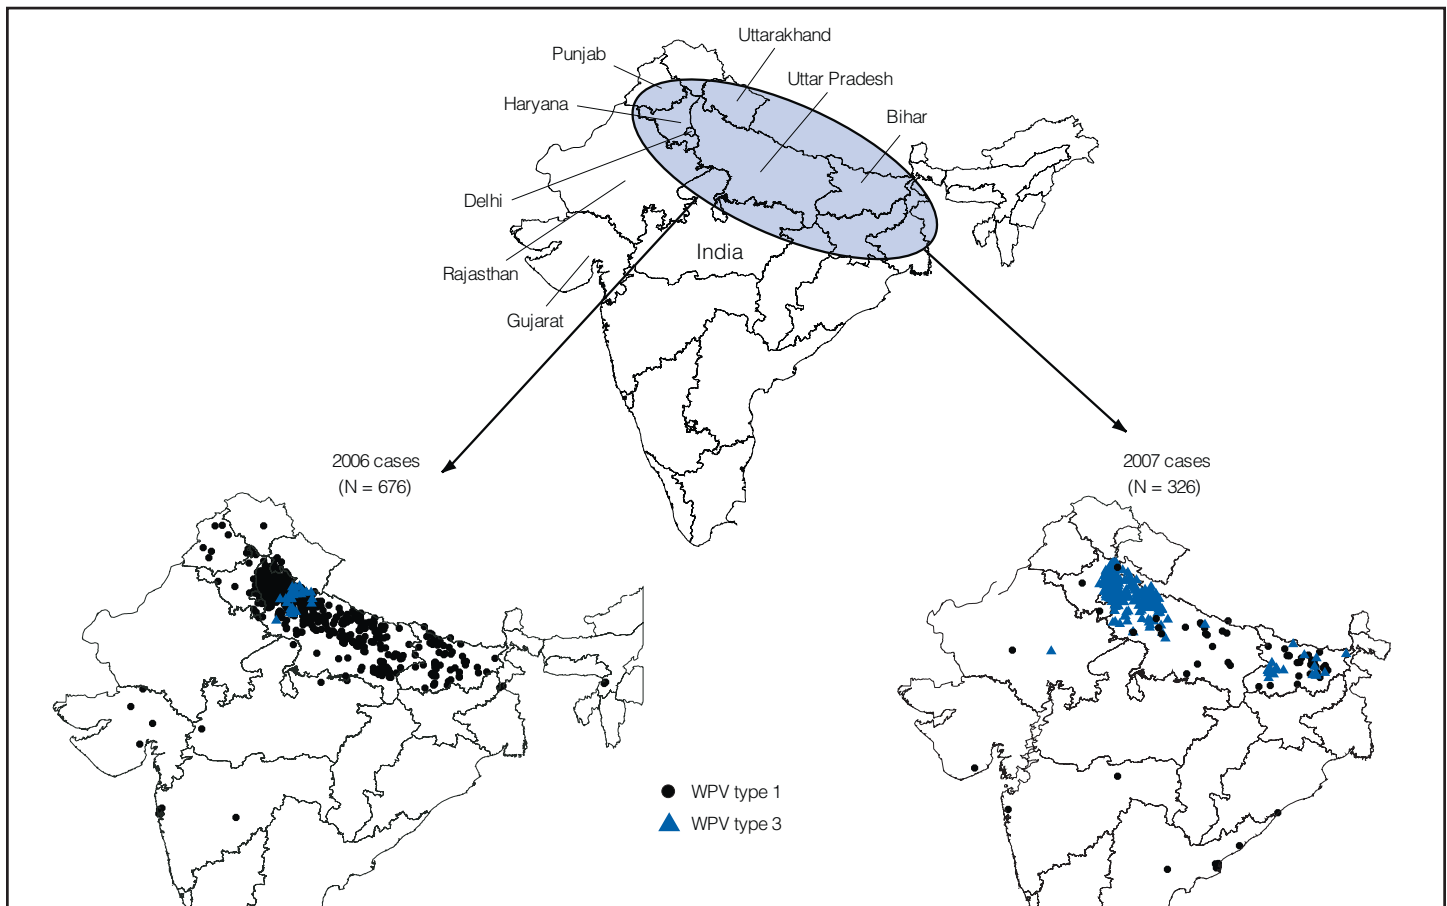 Uttarakhand
Punjab
Uttar Pradesh
Haryana
Bihar
Delhi
India
Rajasthan
Gujarat
2006 cases
(N = 676)
2007 cases
(N = 326)
WPV type 1
WPV type 3